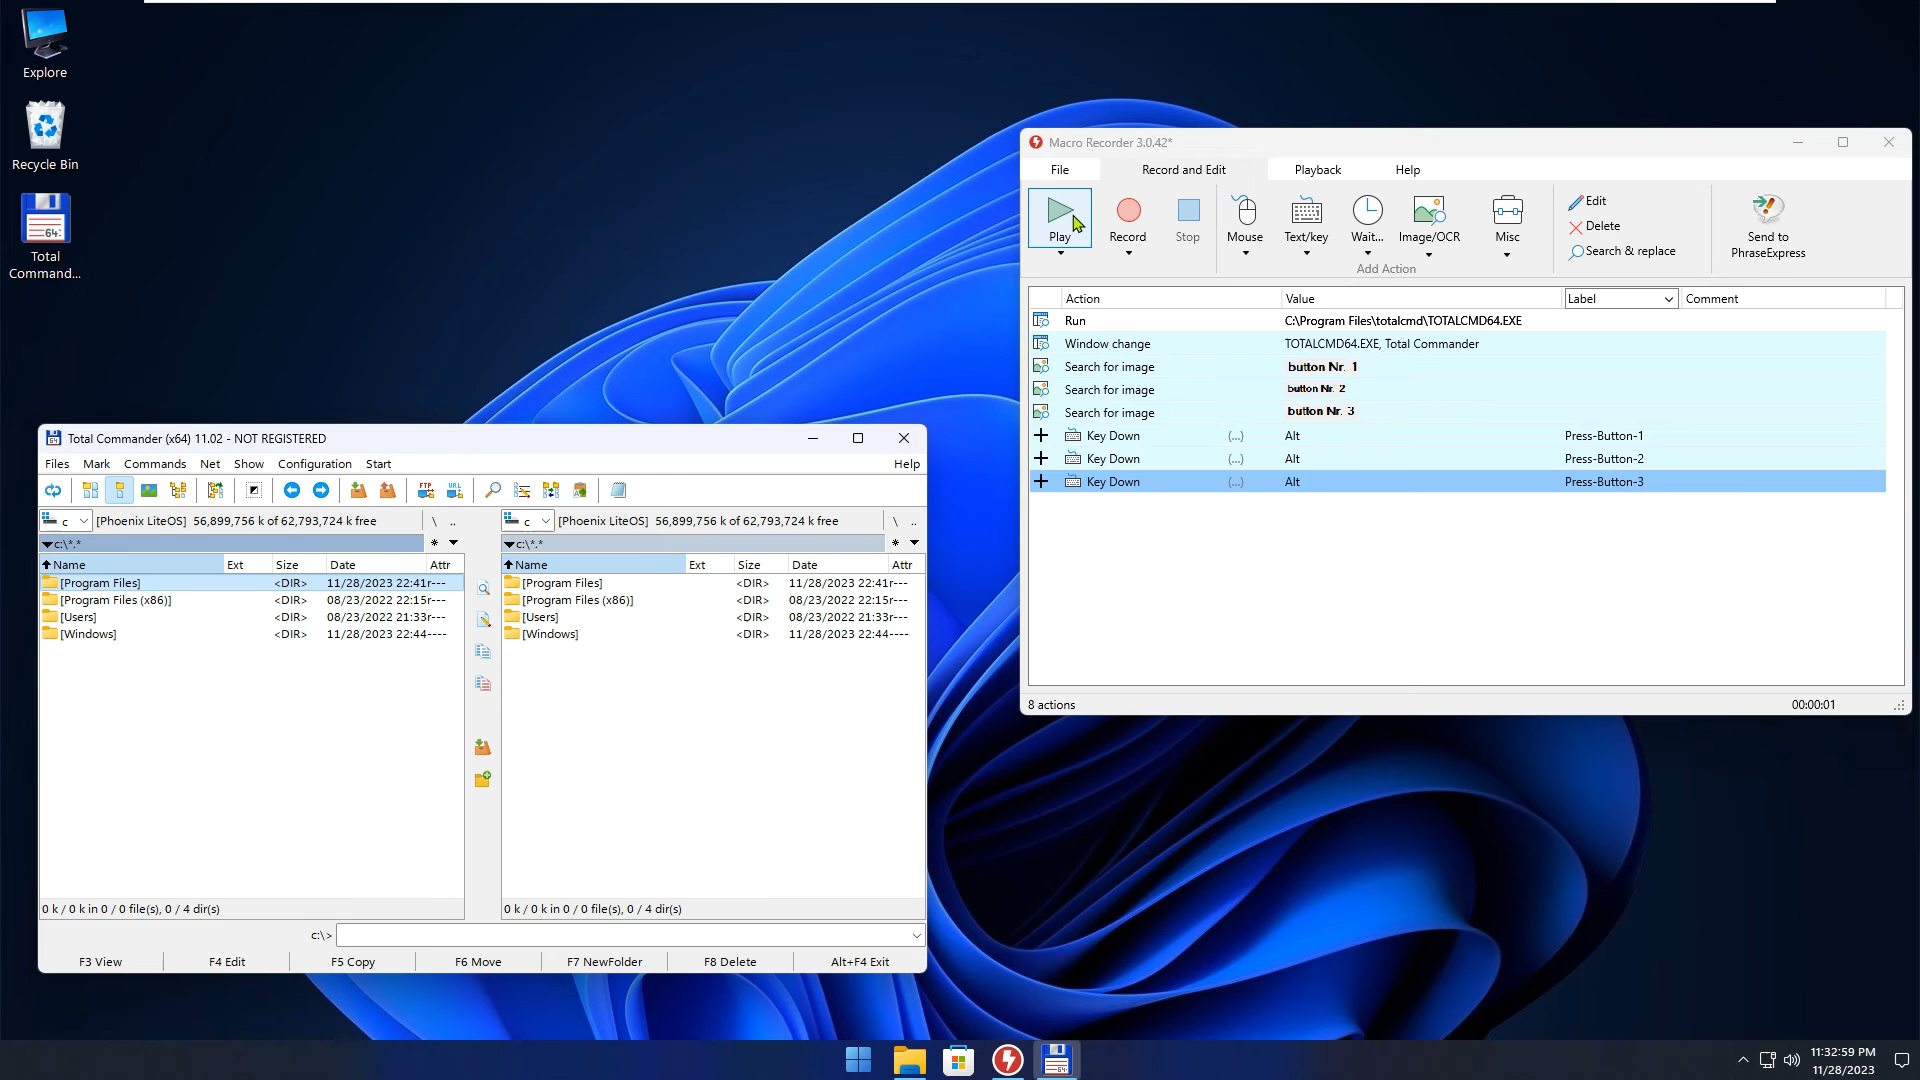 Explore
Recycle Bin
64
Total
Command...
Macro Recorder 3.0.42*
File Record and Edit Playback Help
Play Record Stop Mouse Text/key Wait... Image/OCR Misc
Add Action
Edit
Delete
Search & replace
Send to
PhraseExpress
Action Value Label Comment
Run C:\Program Files\totalcmd\TOTALCMD64.EXE
Window change TOTALCMD64.EXE, Total Commander
Search for image button Nr. 1
Search for image button Nr. 2
Search for image button Nr. 3
Key Down (...) Alt Press-Button-1
Key Down (...) Alt Press-Button-2
Key Down (...) Alt Press-Button-3
8 actions 00:00:01
Total Commander (x64) 11.02 - NOT REGISTERED
Files Mark Commands Net Show Configuration Start Help
FTP URL
c [Phoenix LiteOS] 56,899,756 k of 62,793,724 k free \ ..
c:\*.* *
Name Ext Size Date Attr
[Program Files] <DIR> 11/28/2023 22:41 r---
[Program Files (x86)] <DIR> 08/23/2022 22:15 r---
[Users] <DIR> 08/23/2022 21:33 r---
[Windows] <DIR> 11/28/2023 22:44 ----
0 k / 0 k in 0 / 0 file(s), 0 / 4 dir(s)
c [Phoenix LiteOS] 56,899,756 k of 62,793,724 k free \ ..
c:\*.* *
Name Ext Size Date Attr
[Program Files] <DIR> 11/28/2023 22:41 r---
[Program Files (x86)] <DIR> 08/23/2022 22:15 r---
[Users] <DIR> 08/23/2022 21:33 r---
[Windows] <DIR> 11/28/2023 22:44 ----
0 k / 0 k in 0 / 0 file(s), 0 / 4 dir(s)
c:\>
F3 View F4 Edit F5 Copy F6 Move F7 NewFolder F8 Delete Alt+F4 Exit
64
11:32:59 PM
11/28/2023